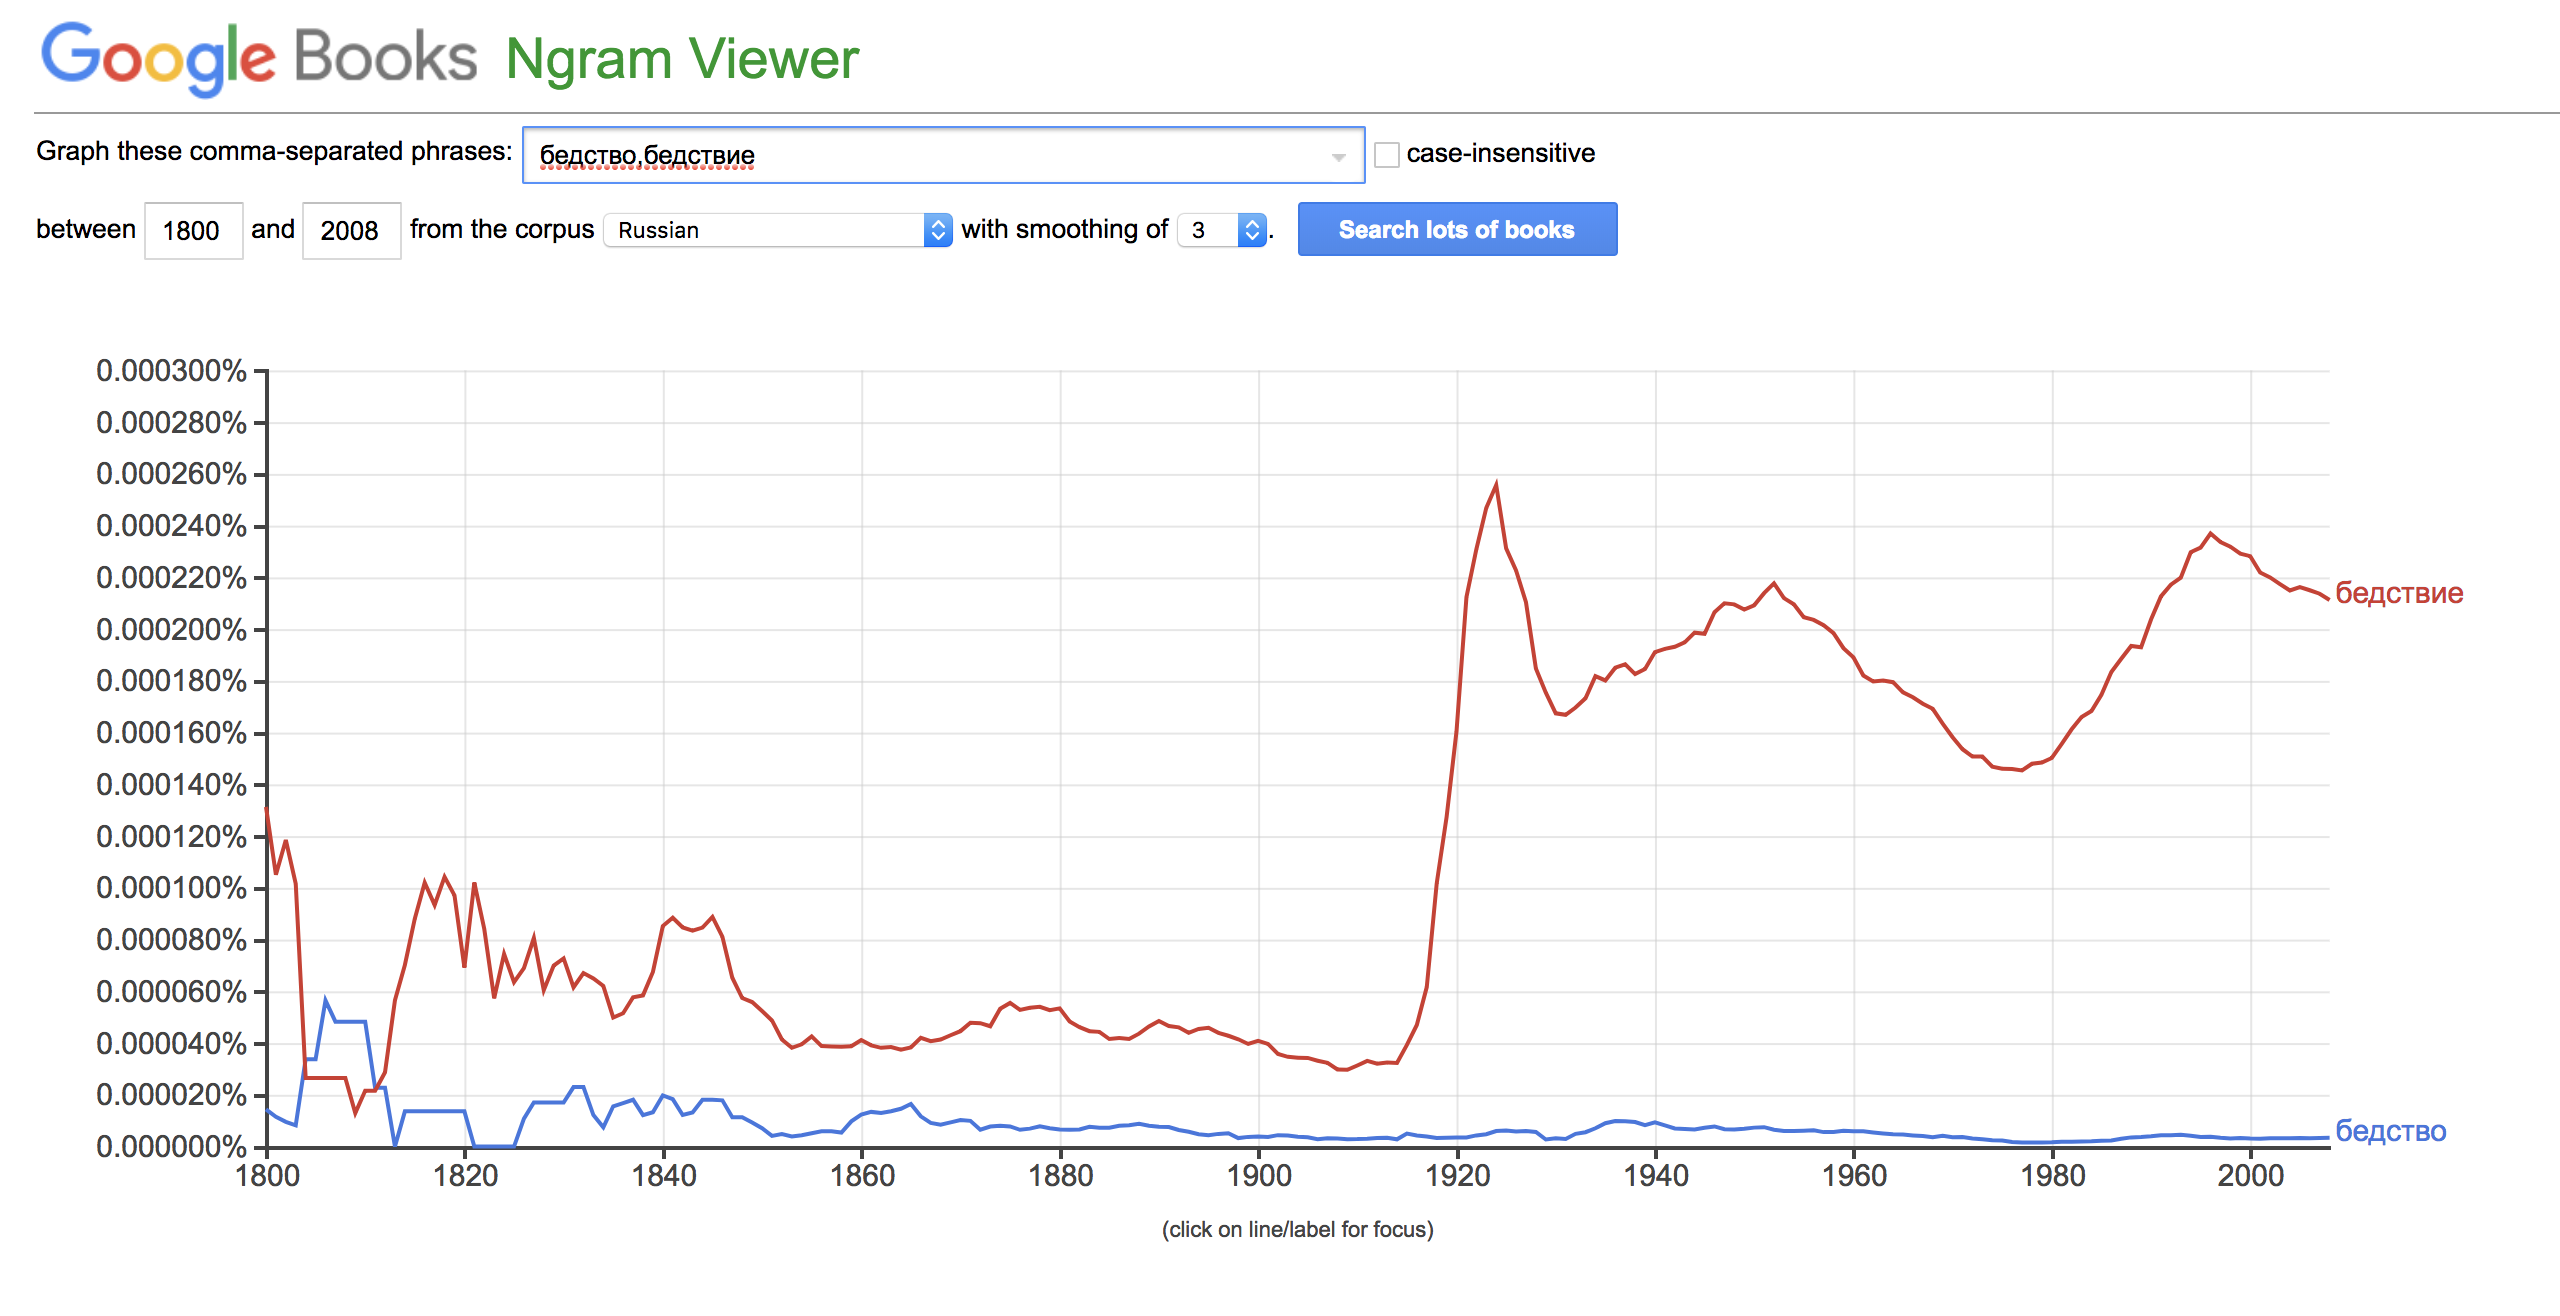 Google Books Ngram Viewer
Graph these comma-separated phrases: бедство,бедствие case-insensitive
between 1800 and 2008 from the corpus Russian with smoothing of 3 . Search lots of books
0.000300%
0.000280%
0.000260%
0.000240%
0.000220%
бедствие
0.000200%
0.000180%
0.000160%
0.000140%
0.000120%
0.000100%
0.000080%
0.000060%
0.000040%
0.000020%
бедство
0.000000%
1800 1820 1840 1860 1880 1900 1920 1940 1960 1980 2000
(click on line/label for focus)